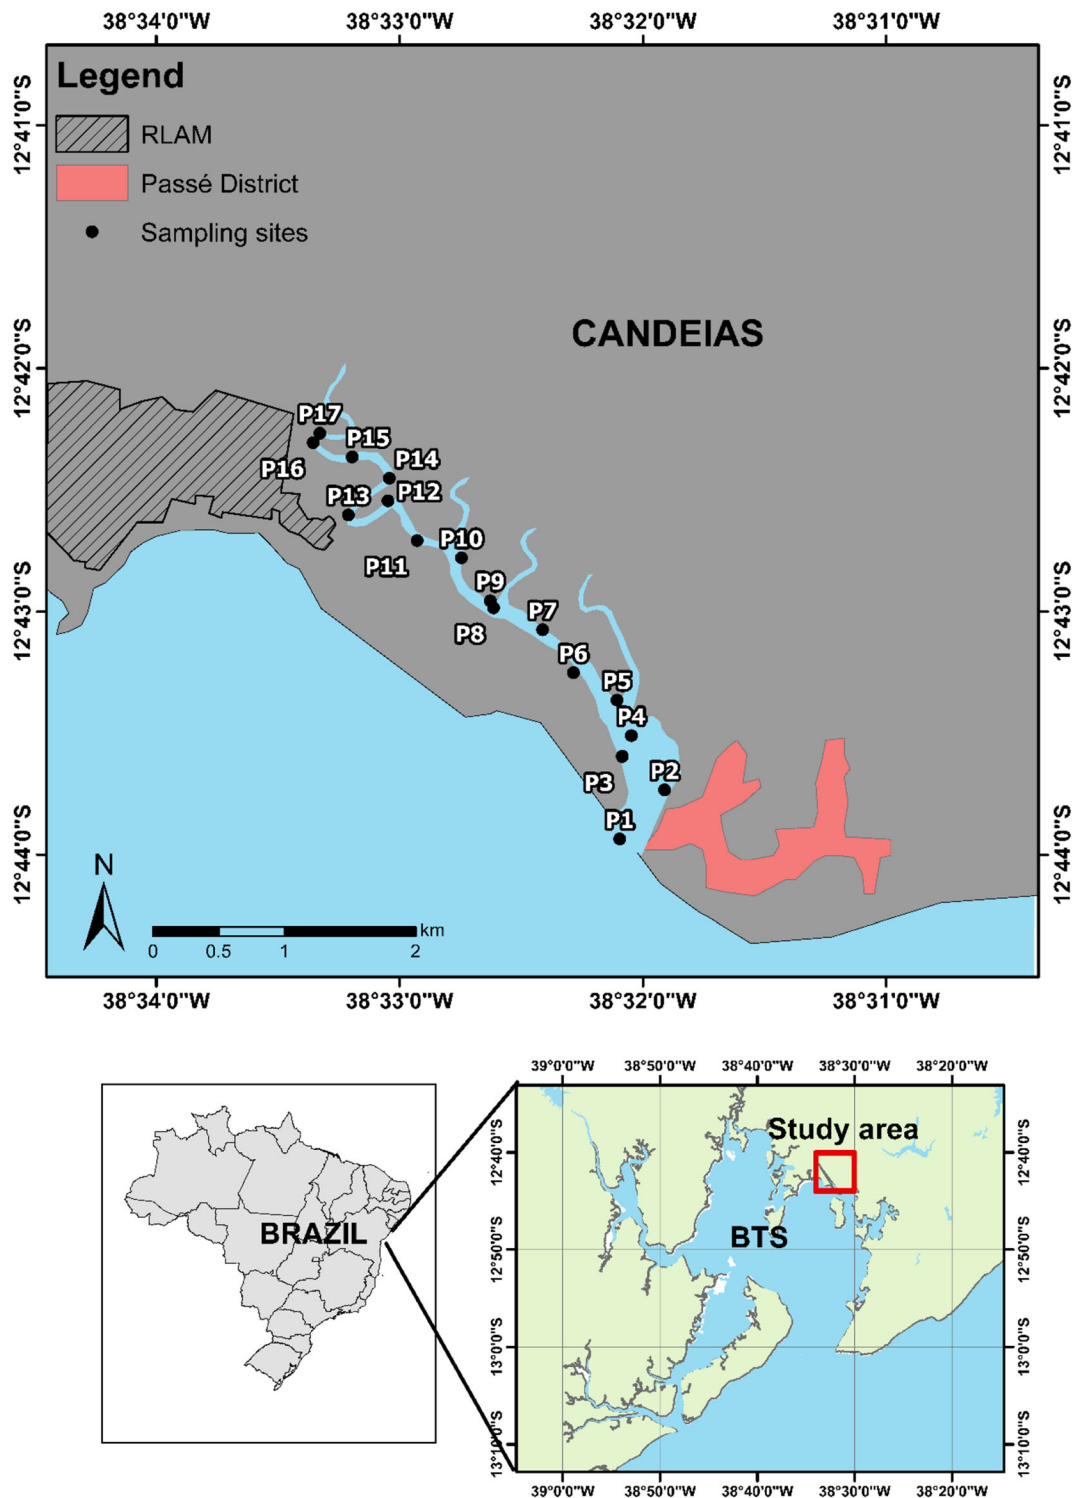 38°34'0"W 38°33'0"W 38°32'0"W 38°31'0"W
Legend
RLAM
Passé District
Sampling sites
12°41'0"S 12°41'0"S
CANDEIAS
12°42'0"S 12°42'0"S
P17
P15
P14
P16
P13 P12
P10
P11
P9
P7
P8
P6
12°43'0"S 12°43'0"S
P5
P4
P2
P3
P1
12°44'0"S 12°44'0"S
N
km
0 0.5 1 2
38°34'0"W 38°33'0"W 38°32'0"W 38°31'0"W
39°0'0"W 38°50'0"W 38°40'0"W 38°30'0"W 38°20'0"W
Study area
12°40'0"S 12°40'0"S
BRAZIL
BTS
12°50'0"S 12°50'0"S
13°0'0"S 13°0'0"S
13°10'0"S 13°10'0"S
39°0'0"W 38°50'0"W 38°40'0"W 38°30'0"W 38°20'0"W